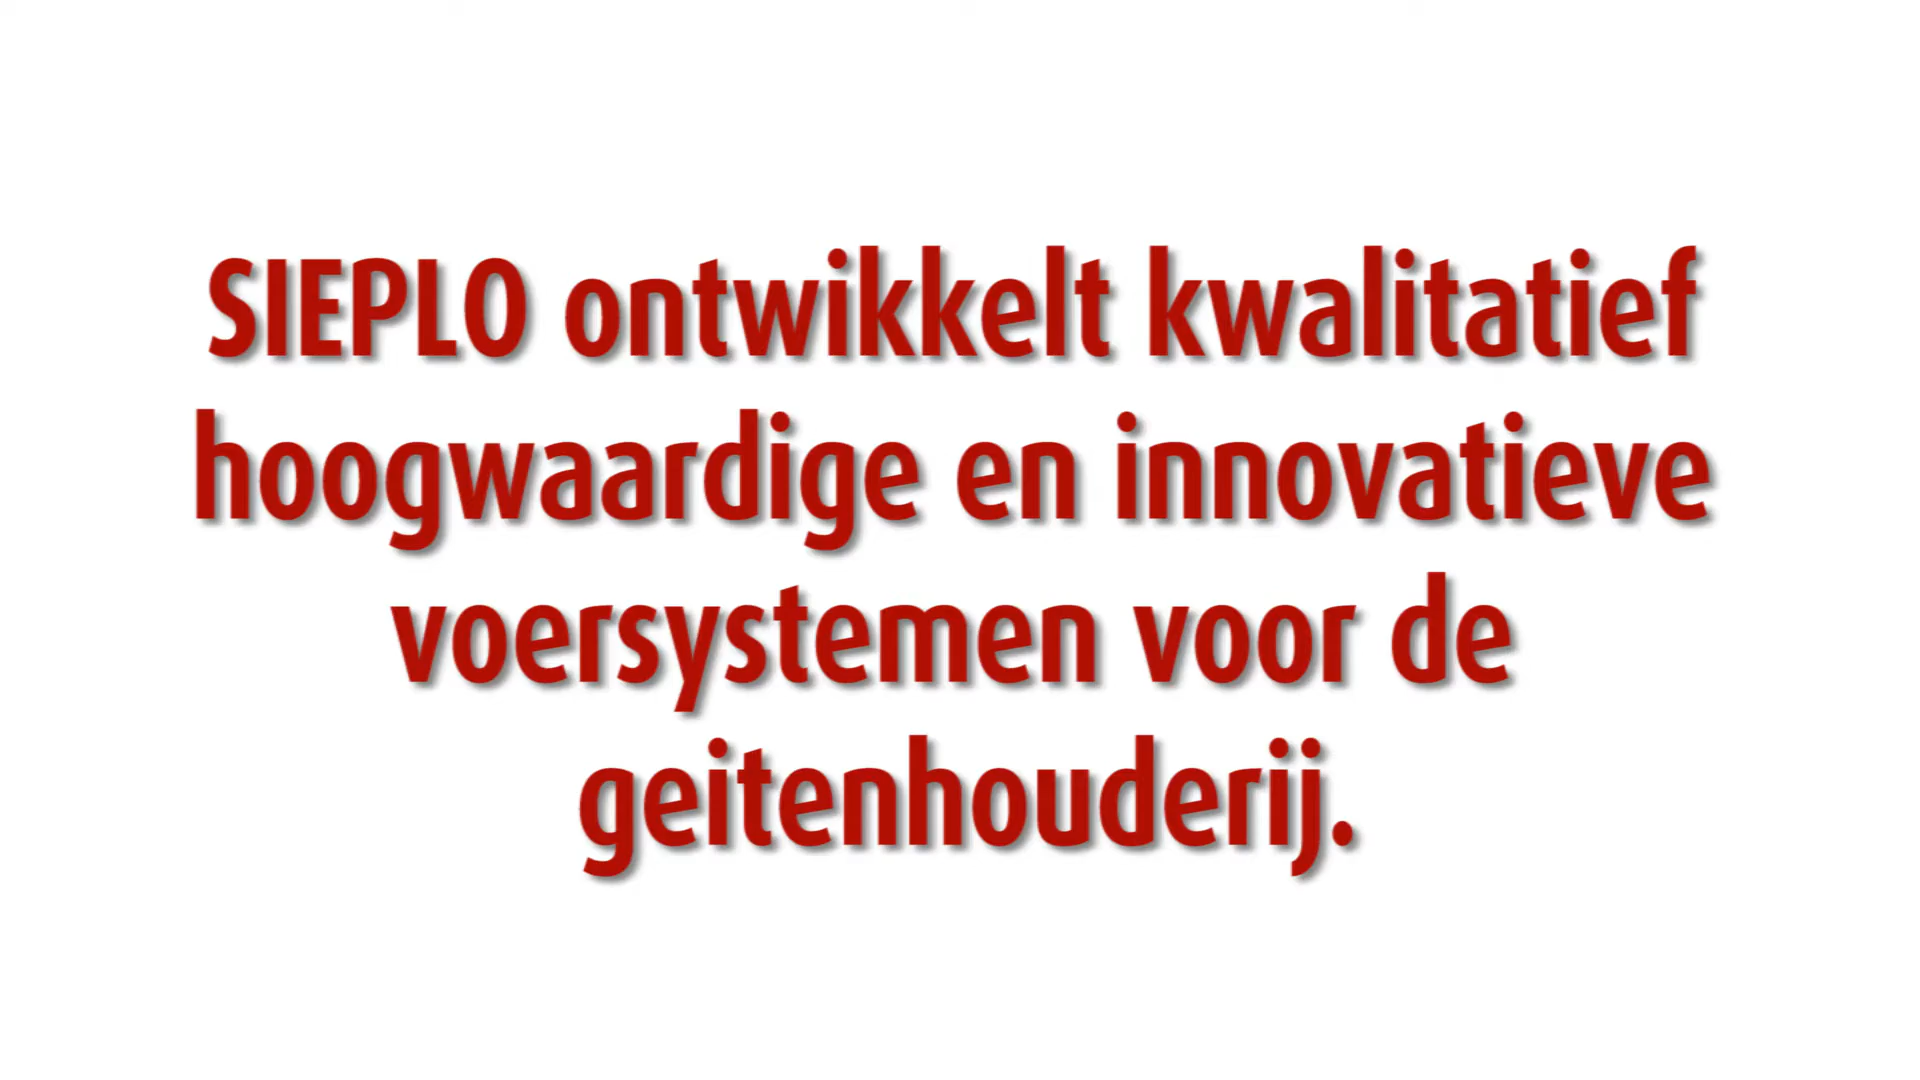 SIEPLO ontwikkelt kwalitatief
hoogwaardige en innovatieve
voersystemen voor de
geitenhouderij.